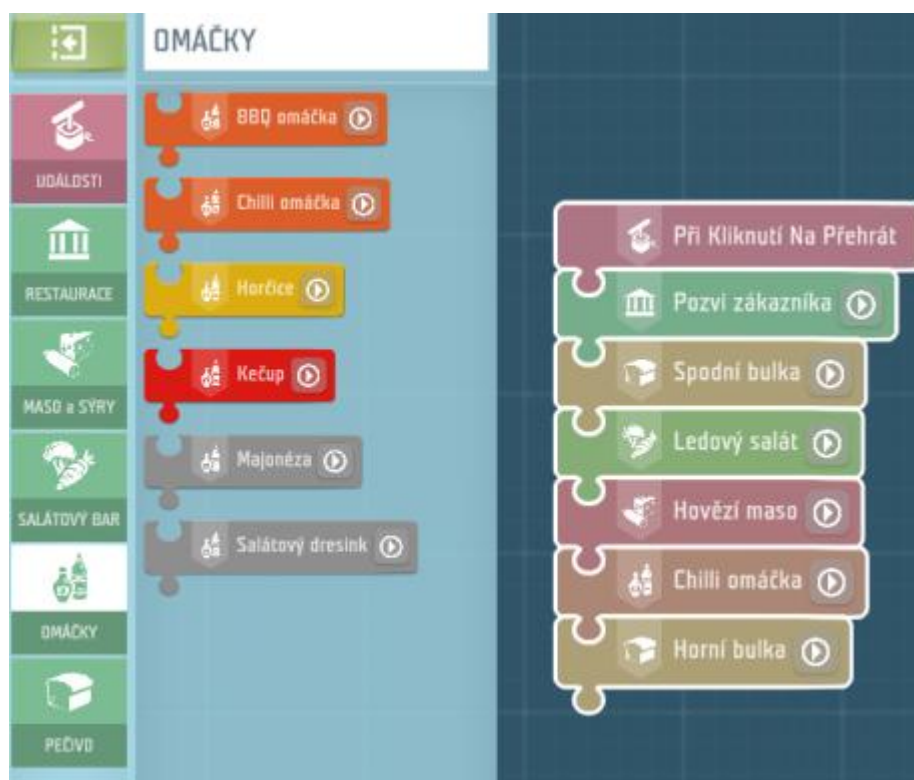 OMÁČKY
UDÁLOSTI
RESTAURACE
MASO a SÝRY
SALÁTOVÝ BAR
OMÁČKY
PEČIVO
BBQ omáčka
Chilli omáčka
Horčice
Kečup
Majonéza
Salátový dresink
Při Kliknutí Na Přehrát
Pozvi zákazníka
Spodní bulka
Ledový salát
Hovězí maso
Chilli omáčka
Horní bulka